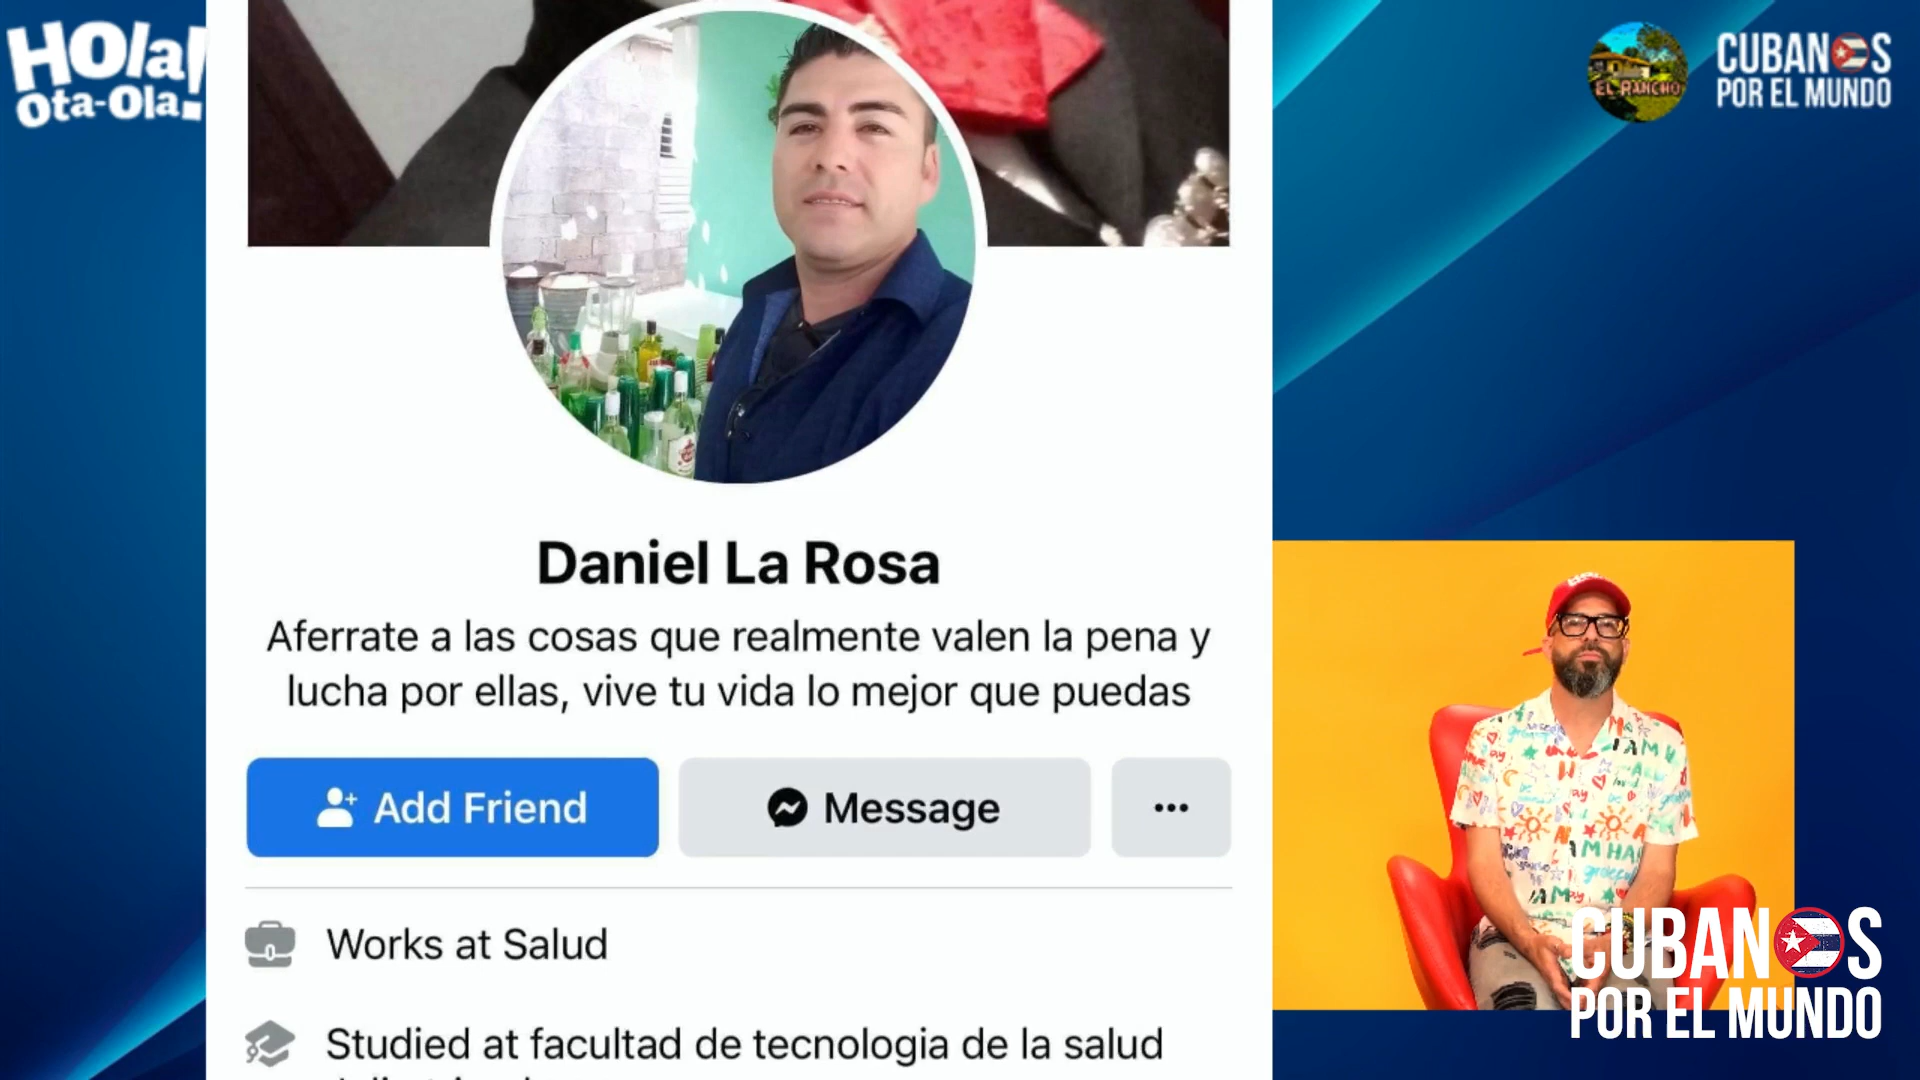 Hola!
Ota-Ola!
EL RANCHO
CUBANOS
POR EL MUNDO
Daniel La Rosa
Aferrate a las cosas que realmente valen la pena y
lucha por ellas, vive tu vida lo mejor que puedas
Add Friend
Message
Works at Salud
Studied at facultad de tecnologia de la salud
CUBANOS
POR EL MUNDO